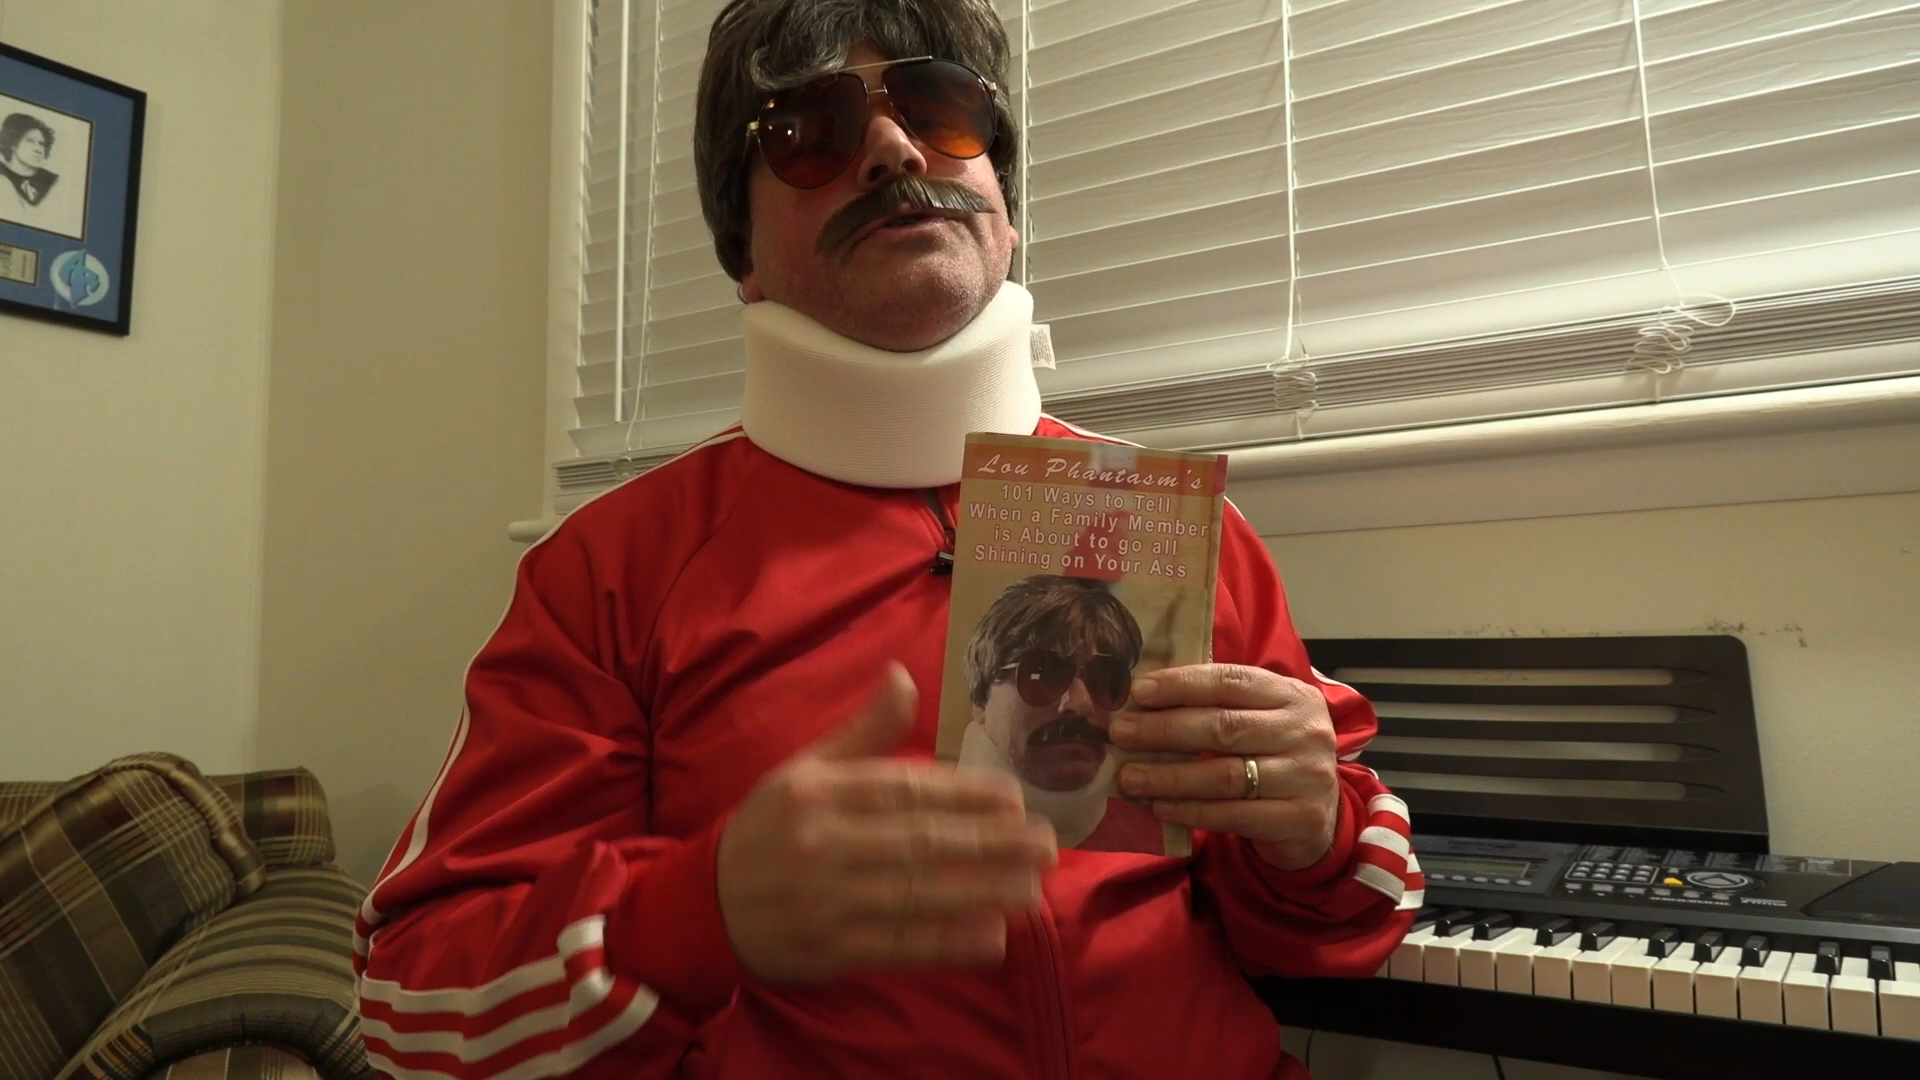 Lou Phantasm's
101 Ways to Tell
When a Family Member
is About to go all
Shining on Your Ass